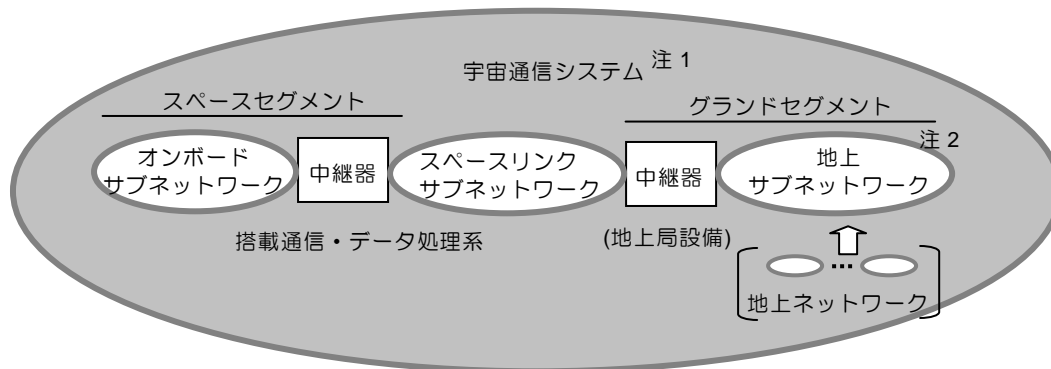 宇宙通信システム 注 1
スペースセグメント
グランドセグメント
注 2
オンボード
サブネットワーク
中継器
スペースリンク
サブネットワーク
中継器
地上
サブネットワーク
搭載通信・データ処理系
(地上局設備)
…
地上ネットワーク